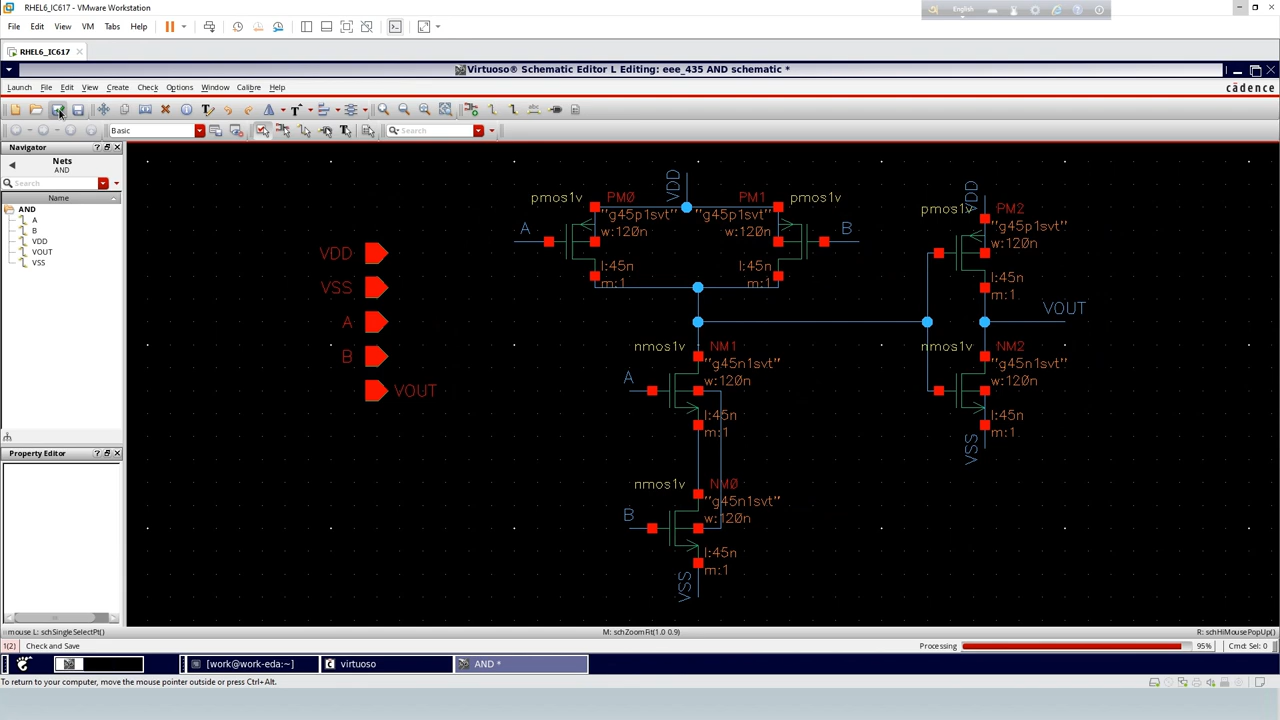 RHEL6_IC617 - VMware Workstation
English
File Edit View VM Tabs Help
RHEL6_IC617
Virtuoso® Schematic Editor L Editing: eee_435 AND schematic *
Launch File Edit View Create Check Options Window Calibre Help
cādence
Basic
Search
Navigator
Nets
AND
Search
Name
AND
A
B
VDD
VOUT
VSS
Property Editor
VDD
VSS
A
B
VOUT
VDD
pmos1v PM0
"g45p1svt"
w:120n
l:45n
m:1
A
PM1 pmos1v
"g45p1svt"
w:120n
l:45n
m:1
B
VDD
pmos1v PM2
"g45p1svt"
w:120n
l:45n
m:1
VOUT
nmos1v NM1
"g45n1svt"
w:120n
l:45n
m:1
A
nmos1v NM2
"g45n1svt"
w:120n
l:45n
m:1
VSS
nmos1v NM0
"g45n1svt"
w:120n
l:45n
m:1
B
VSS
mouse L: schSingleSelectPt() M: schZoomFit(1.0 0.9) R: schHiMousePopUp()
1(2) Check and Save Processing 95% Cmd: Sel: 0
[work@work-eda:~] virtuoso AND *
To return to your computer, move the mouse pointer outside or press Ctrl+Alt.